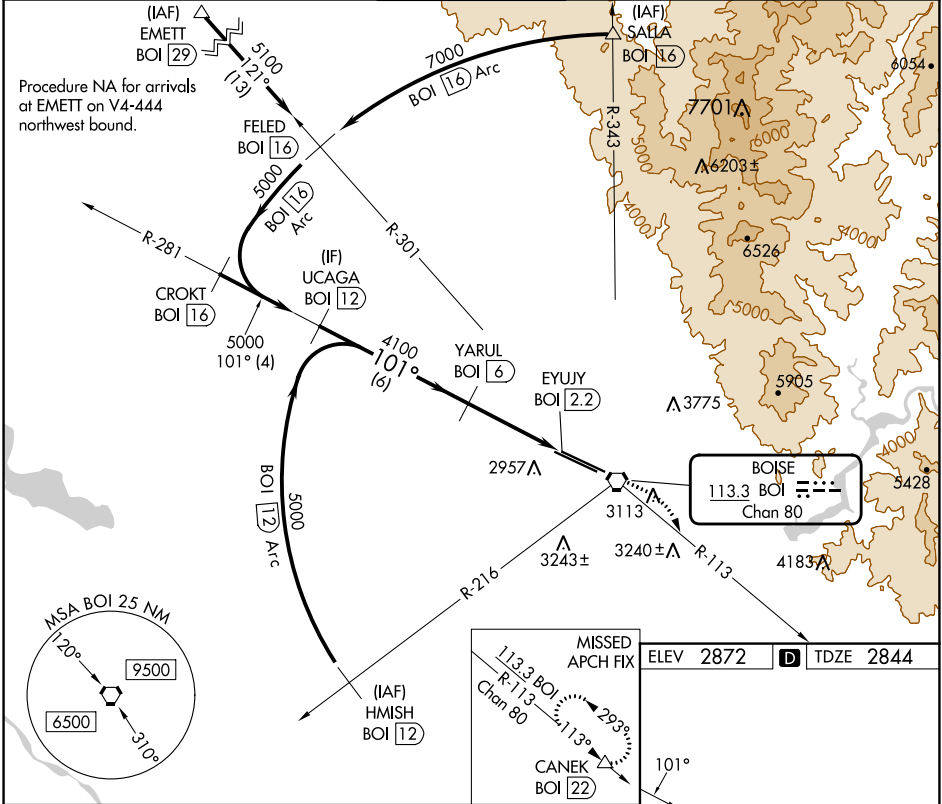 (IAF)
EMETT
BOI 29
5100
121°
(13)
Procedure NA for arrivals
at EMETT on V4-444
northwest bound.
7000
BOI 16 Arc
(IAF)
SALLA
BOI 16
R-343
6054
7701
6000
5000
6203±
4000
6526
5000
FELED
BOI 16
5000
BOI 16
Arc
R-301
R-281
CROKT
BOI 16
5000
101° (4)
(IF)
UCAGA
BOI 12
4100
101°
(6)
YARUL
BOI 6
EYUJY
BOI 2.2
3775
5905
4000
5428
2957
BOISE
113.3 BOI
Chan 80
3113
3243±
3240±
4183
R-113
R-216
5000
BOI 12 Arc
(IAF)
HMISH
BOI 12
MSA BOI 25 NM
120°
9500
6500
310°
MISSED
APCH FIX
113.3 BOI
R-113
Chan 80
293°
113°
CANEK
BOI 22
ELEV 2872
D
TDZE 2844
101°